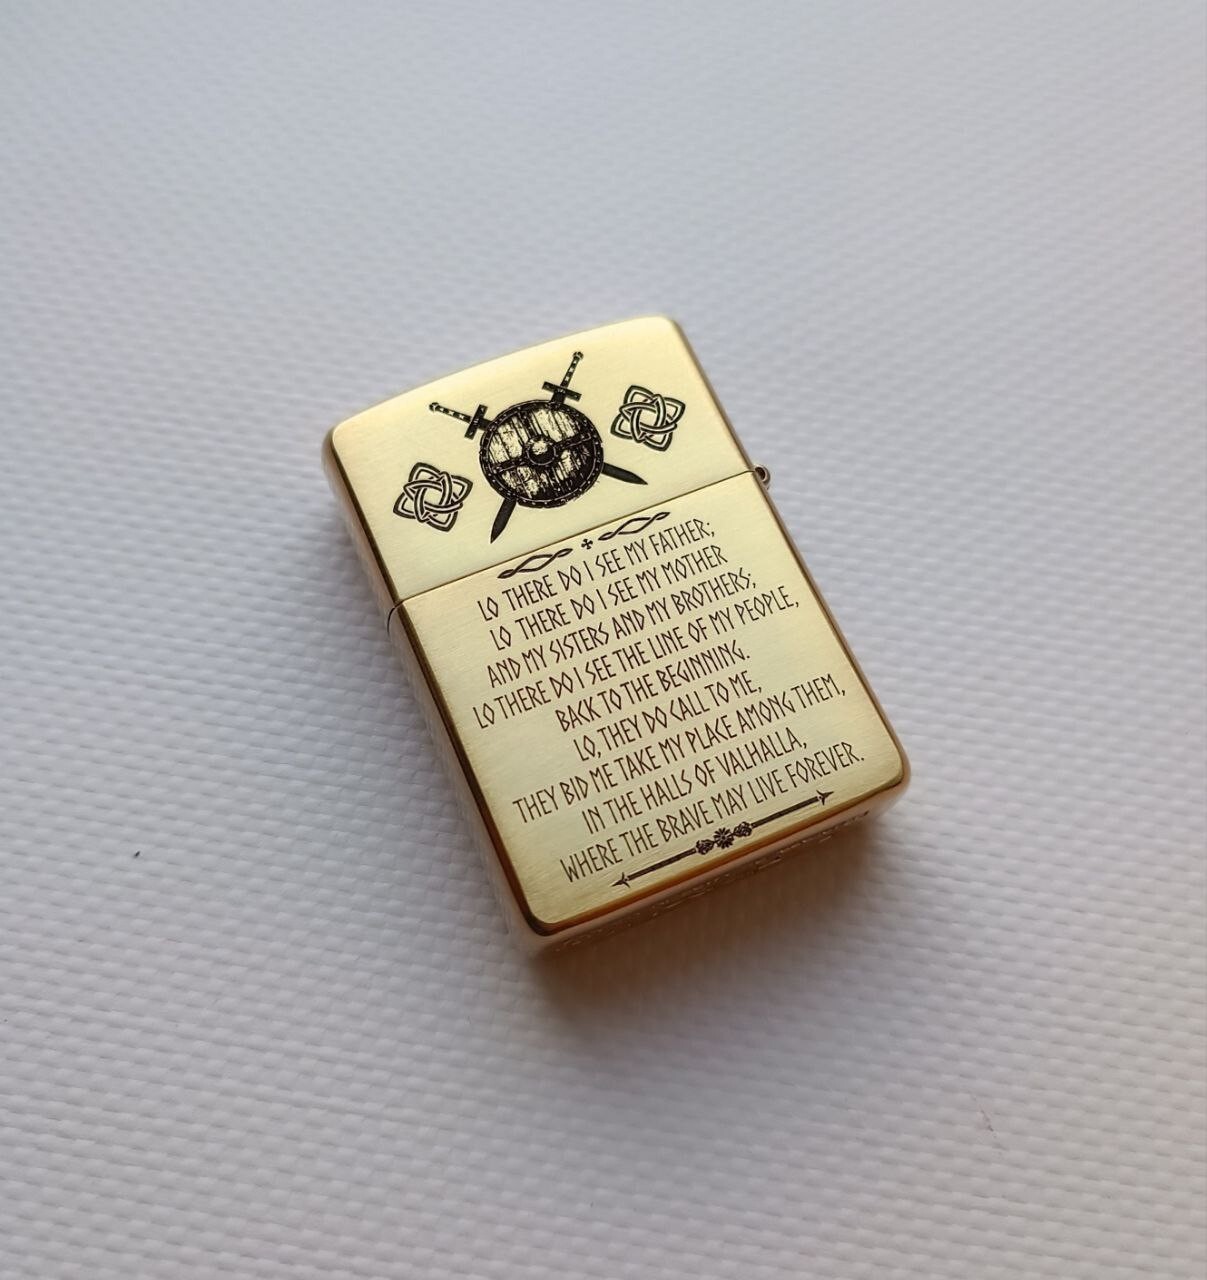 LO THERE DO I SEE MY FATHER;
LO THERE DO I SEE MY MOTHER
AND MY SISTERS AND MY BROTHERS;
LO THERE DO I SEE THE LINE OF MY PEOPLE,
BACK TO THE BEGINNING.
LO, THEY DO CALL TO ME,
THEY BID ME TAKE MY PLACE AMONG THEM,
IN THE HALLS OF VALHALLA,
WHERE THE BRAVE MAY LIVE FOREVER.